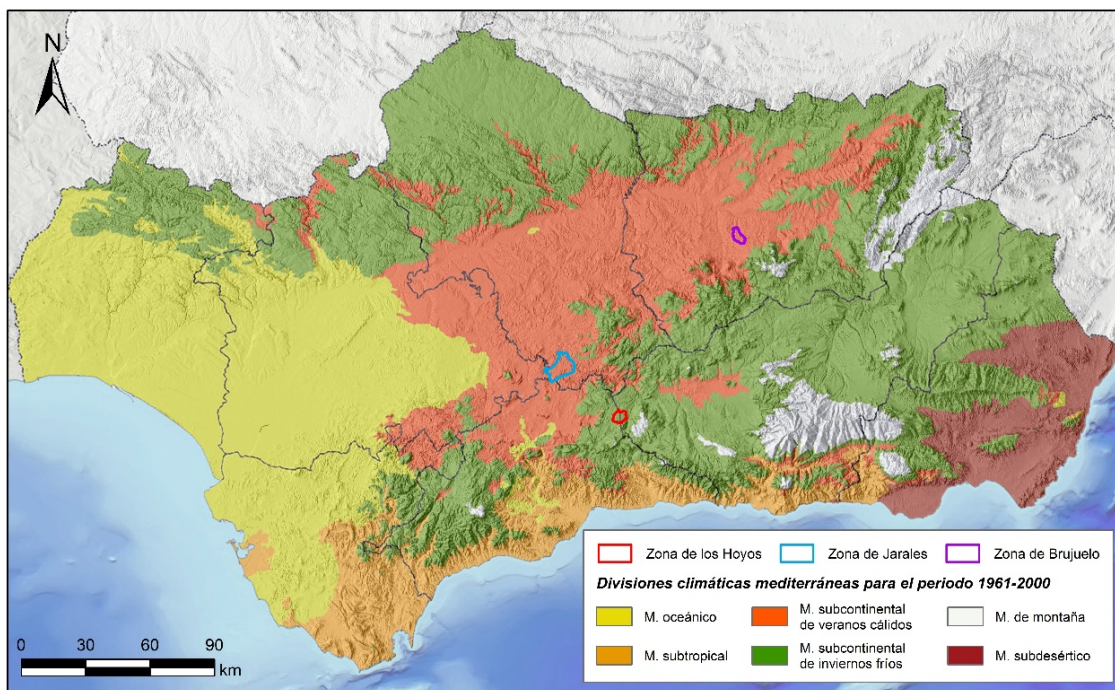 N
Zona de los Hoyos
Zona de Jarales
Zona de Brujuelo
Divisiones climáticas mediterráneas para el periodo 1961-2000
M. oceánico
M. subcontinental
de veranos cálidos
M. de montaña
M. subtropical
M. subcontinental
de inviernos fríos
M. subdesértico
0 30 60 90
km